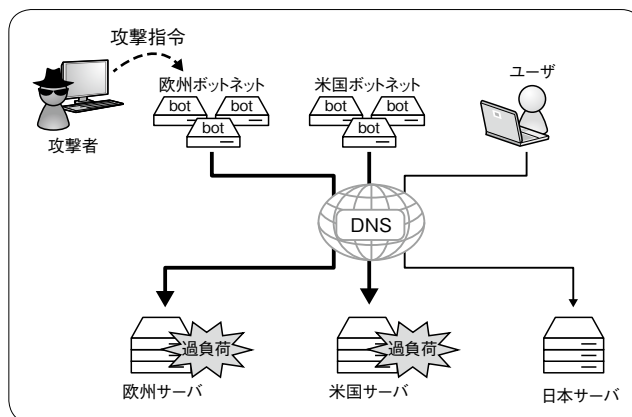 攻撃指令
攻撃者
欧州ボットネット
bot bot
bot
米国ボットネット
bot bot
bot
ユーザ
DNS
過負荷
欧州サーバ
過負荷
米国サーバ
日本サーバ